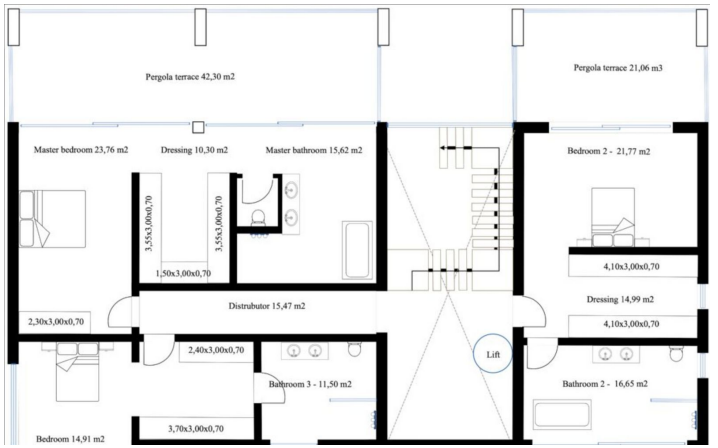 Pergola terrace 42,30 m2
Pergola terrace 21,06 m3
Master bedroom 23,76 m2
Dressing 10,30 m2
Master bathroom 15,62 m2
Bedroom 2 - 21,77 m2
3,55x3,00x0,70
3,55x3,00x0,70
1,50x3,00x0,70
4,10x3,00x0,70
Dressing 14,99 m2
4,10x3,00x0,70
2,30x3,00x0,70
Distrubutor 15,47 m2
2,40x3,00x0,70
Lift
Bathroom 3 - 11,50 m2
Bathroom 2 - 16,65 m2
3,70x3,00x0,70
Bedroom 14,91 m2